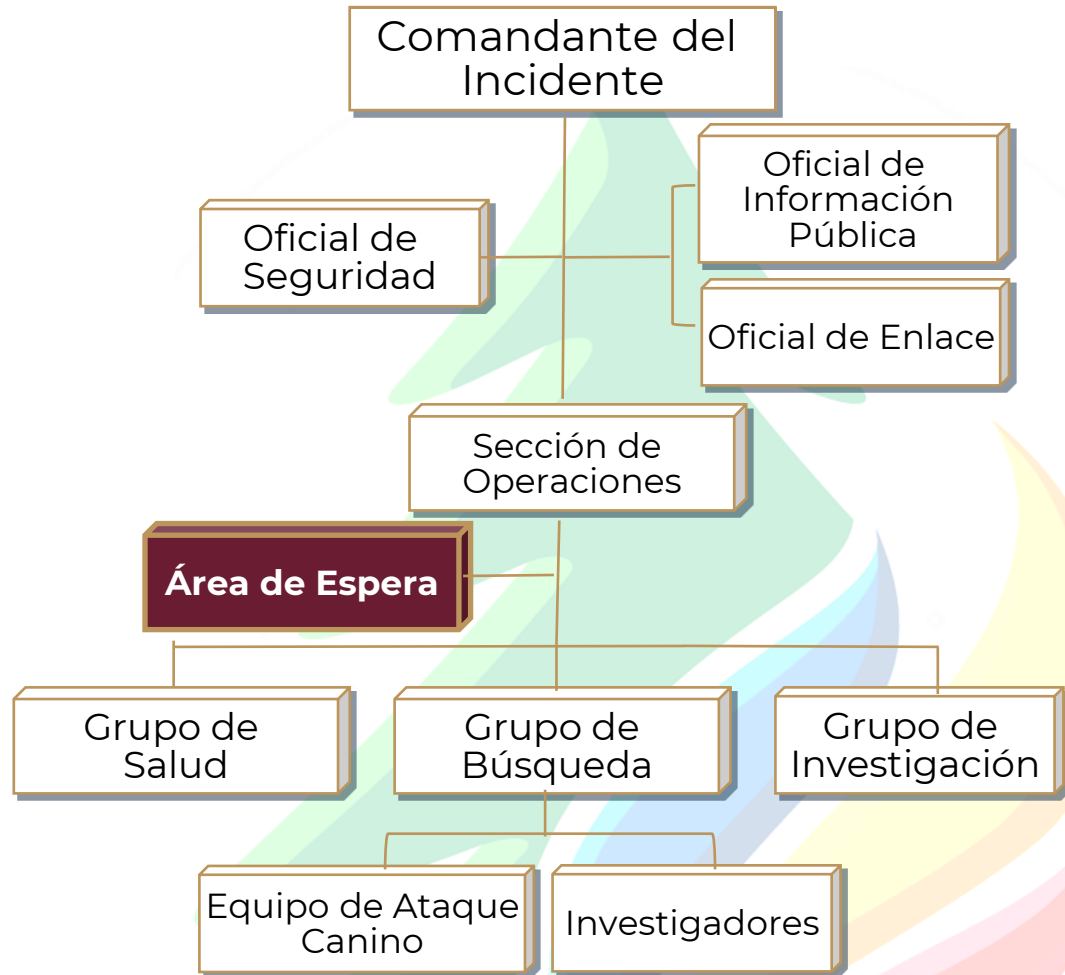 Comandante del
Incidente
Oficial de
Información
Pública
Oficial de
Seguridad
Oficial de Enlace
Sección de
Operaciones
Área de Espera
Grupo de
Salud
Grupo de
Búsqueda
Grupo de
Investigación
Equipo de Ataque
Canino
Investigadores